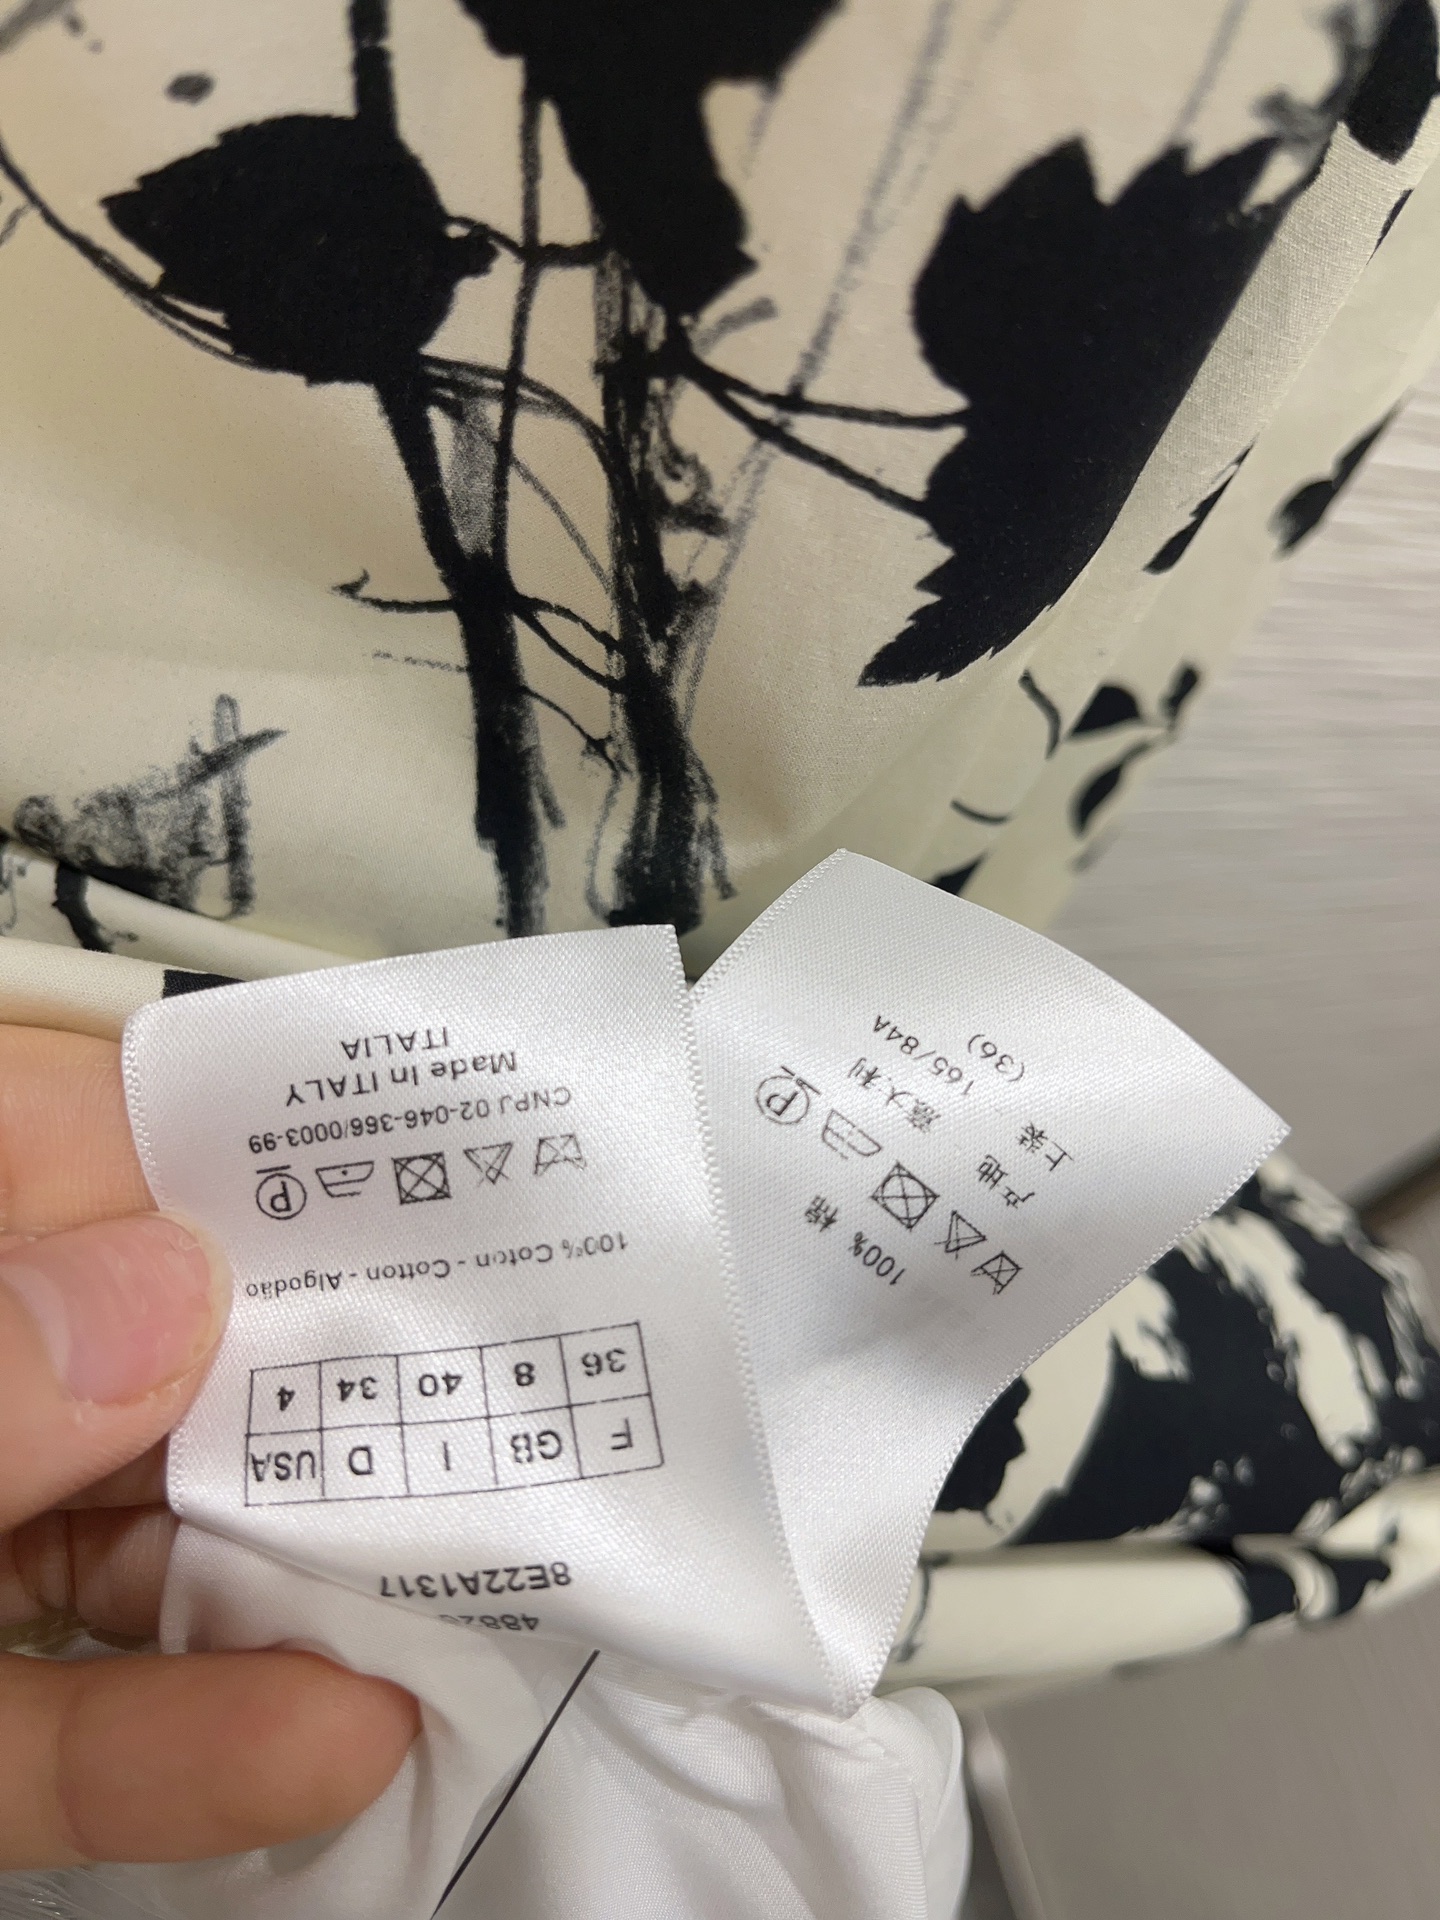 8E22A1317
F GB I D USA
36 8 40 34 4
100% Coton - Cotton - Algodão
CNPJ 02-046-366/0003-99
Made In ITALY
ITALIA
100% 棉
产地 意大利
上装 165/84A
(36)